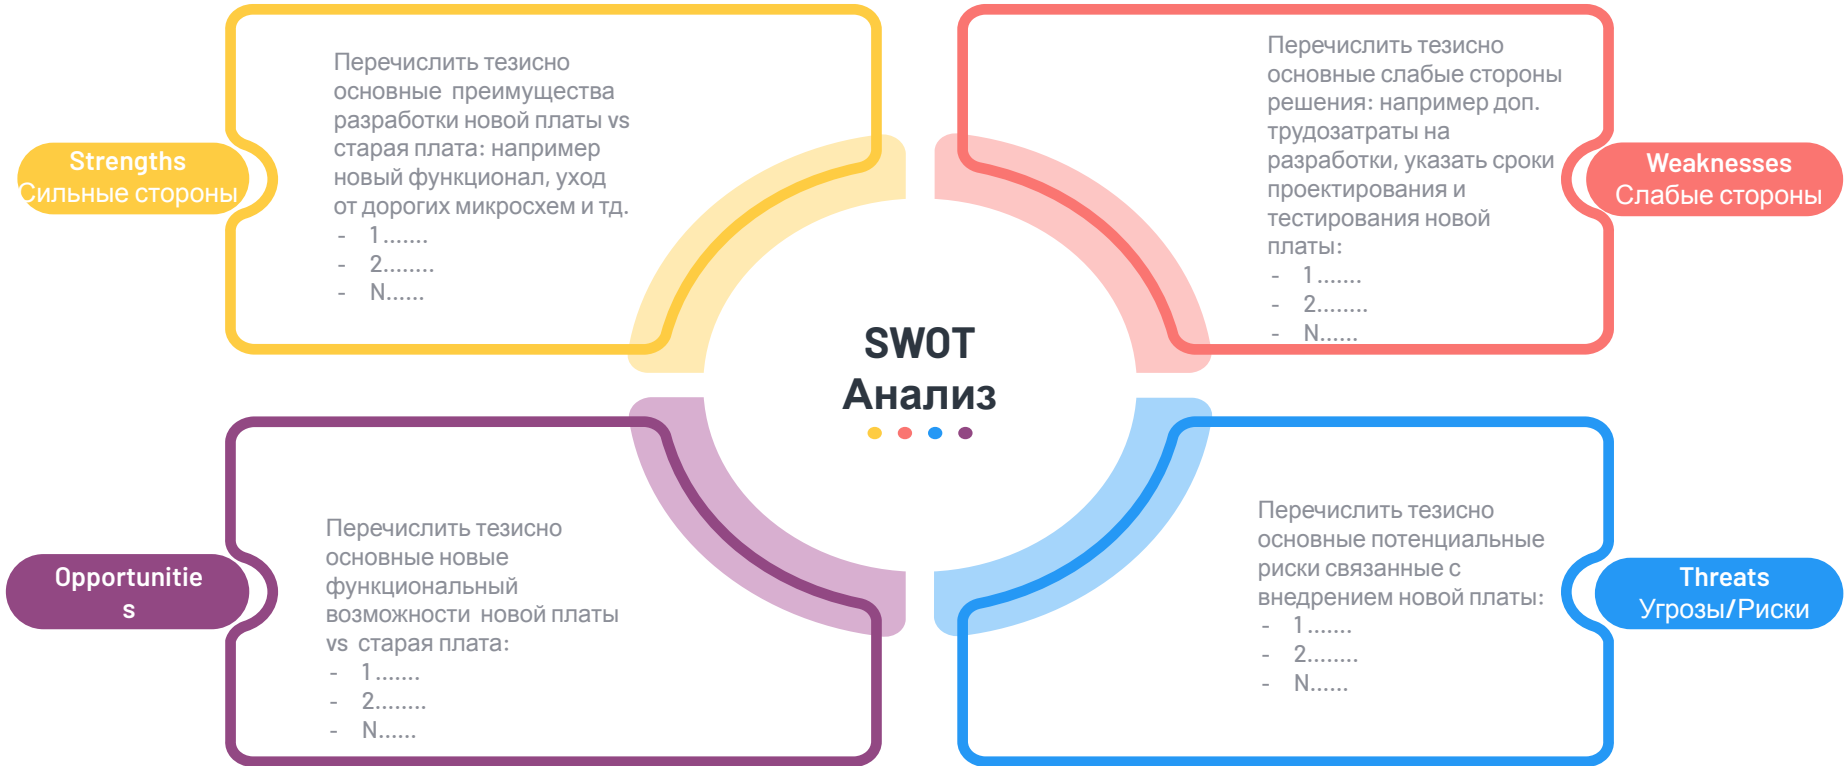 Strengths
Сильные стороны
Перечислить тезисно
основные преимущества
разработки новой платы vs
старая плата: например
новый функционал, уход
от дорогих микросхем и тд.
- 1.......
- 2........
- N......
Перечислить тезисно
основные слабые стороны
решения: например доп.
трудозатраты на
разработки, указать сроки
проектирования и
тестирования новой
платы:
- 1.......
- 2........
- N......
Weaknesses
Слабые стороны
SWOT
Анализ
Opportunitie
s
Перечислить тезисно
основные новые
функциональный
возможности новой платы
vs старая плата:
- 1.......
- 2........
- N......
Перечислить тезисно
основные потенциальные
риски связанные с
внедрением новой платы:
- 1.......
- 2........
- N......
Threats
Угрозы/Риски